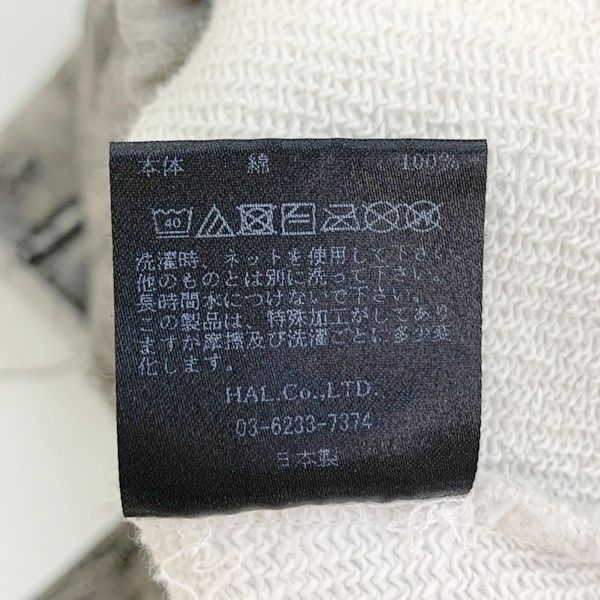 本体 綿 100%
40
洗濯時、ネットを使用して下さい。
他のものとは別に洗って下さい。
長時間水につけないで下さい。
この製品は、特殊加工がしてあり
ますが摩擦及び洗濯ごとに多少変
化します。
HAL.Co.,LTD.
03-6233-7374
日本製